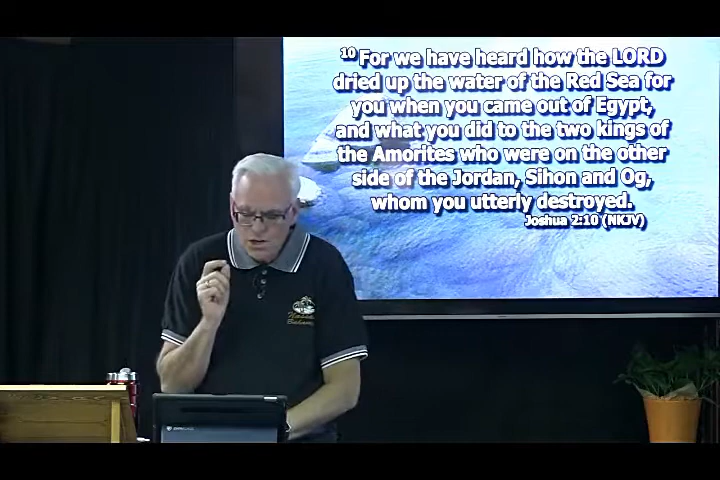 10 For we have heard how the LORD
dried up the water of the Red Sea for
you when you came out of Egypt,
and what you did to the two kings of
the Amorites who were on the other
side of the Jordan, Sihon and Og,
whom you utterly destroyed.
Joshua 2:10 (NKJV)